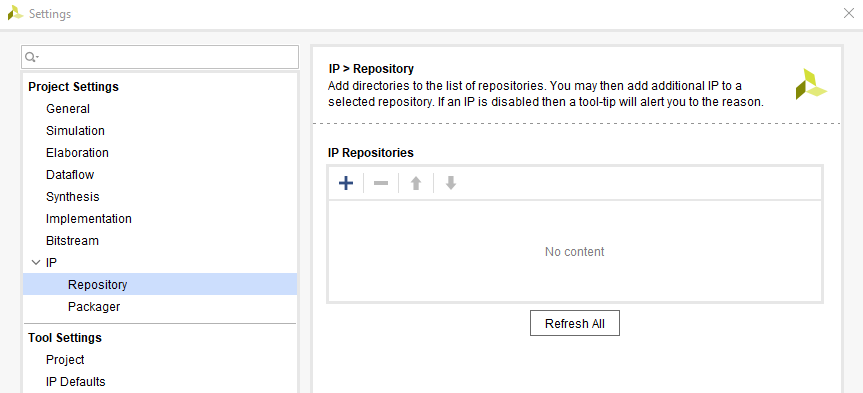 Settings
Project Settings
General
Simulation
Elaboration
Dataflow
Synthesis
Implementation
Bitstream
IP
Repository
Packager
Tool Settings
Project
IP Defaults
IP > Repository
Add directories to the list of repositories. You may then add additional IP to a
selected repository. If an IP is disabled then a tool-tip will alert you to the reason.
IP Repositories
No content
Refresh All